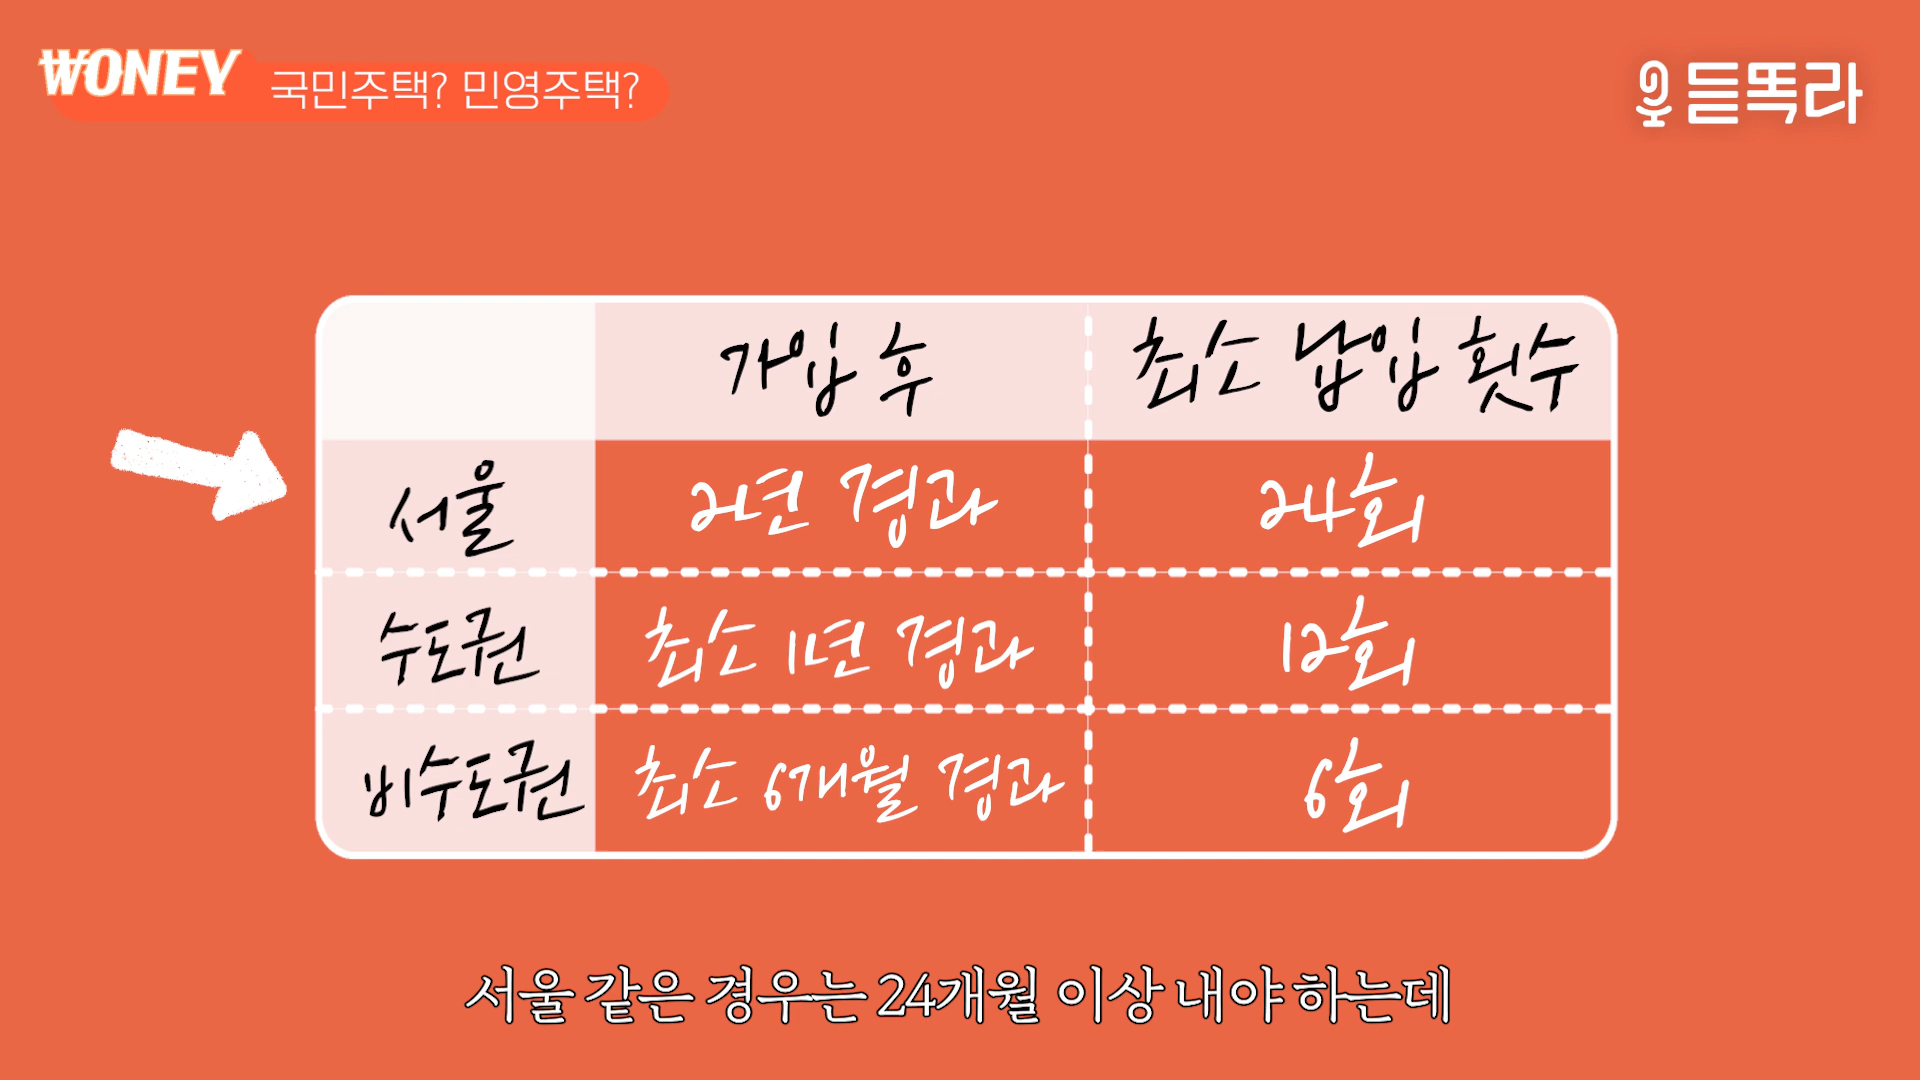 WONEY 국민주택? 민영주택?
듣똑라
가입 후 최소 납입 횟수
서울 2년 경과 24회
수도권 최소 1년 경과 12회
비수도권 최소 6개월 경과 6회
서울 같은 경우는 24개월 이상 내야 하는데